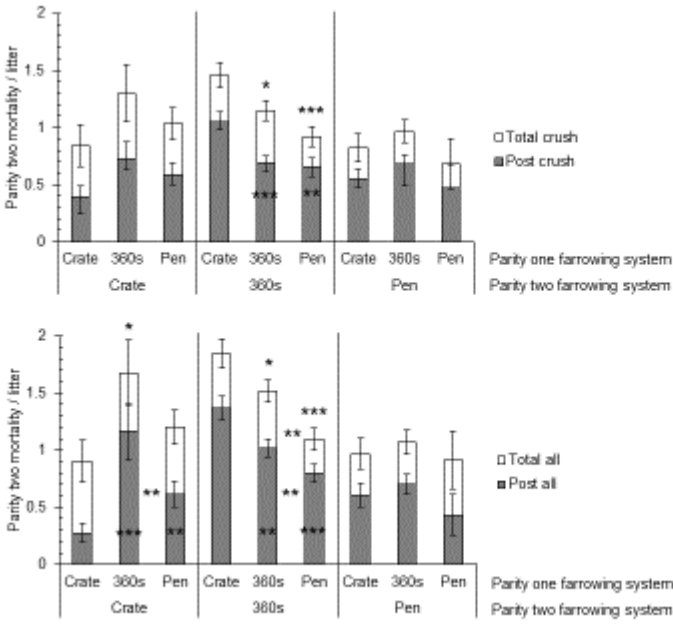 2
1.5
1
0.5
0
Parity two mortality / litter
*
***
***
**
Total crush
Post crush
Crate 360s Pen Crate 360s Pen Crate 360s Pen Parity one farrowing system
Crate 360s Pen Parity two farrowing system
2
1.5
1
0.5
0
Parity two mortality / litter
*
*
*
***
**
** **
*** ** ** ***
Total all
Post all
Crate 360s Pen Crate 360s Pen Crate 360s Pen Parity one farrowing system
Crate 360s Pen Parity two farrowing system